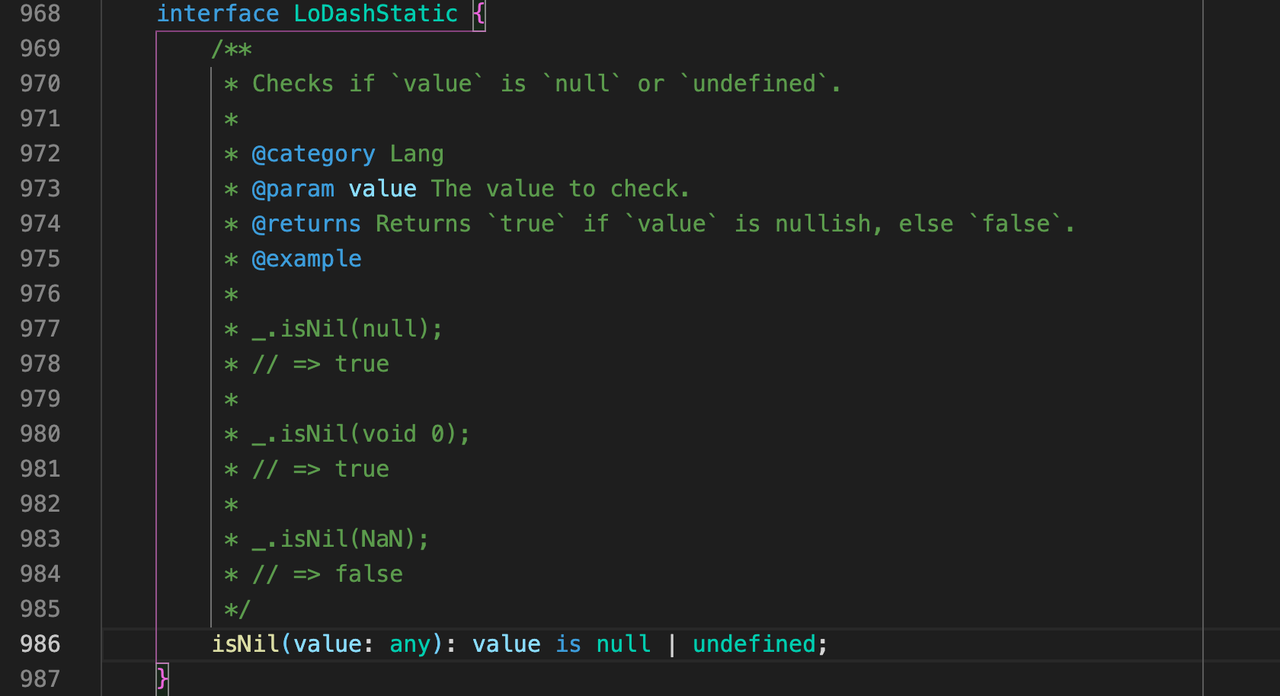 968 interface LoDashStatic {
969 /**
970 * Checks if `value` is `null` or `undefined`.
971 *
972 * @category Lang
973 * @param value The value to check.
974 * @returns Returns `true` if `value` is nullish, else `false`.
975 * @example
976 *
977 * _.isNil(null);
978 * // => true
979 *
980 * _.isNil(void 0);
981 * // => true
982 *
983 * _.isNil(NaN);
984 * // => false
985 */
986 isNil(value: any): value is null | undefined;
987 }